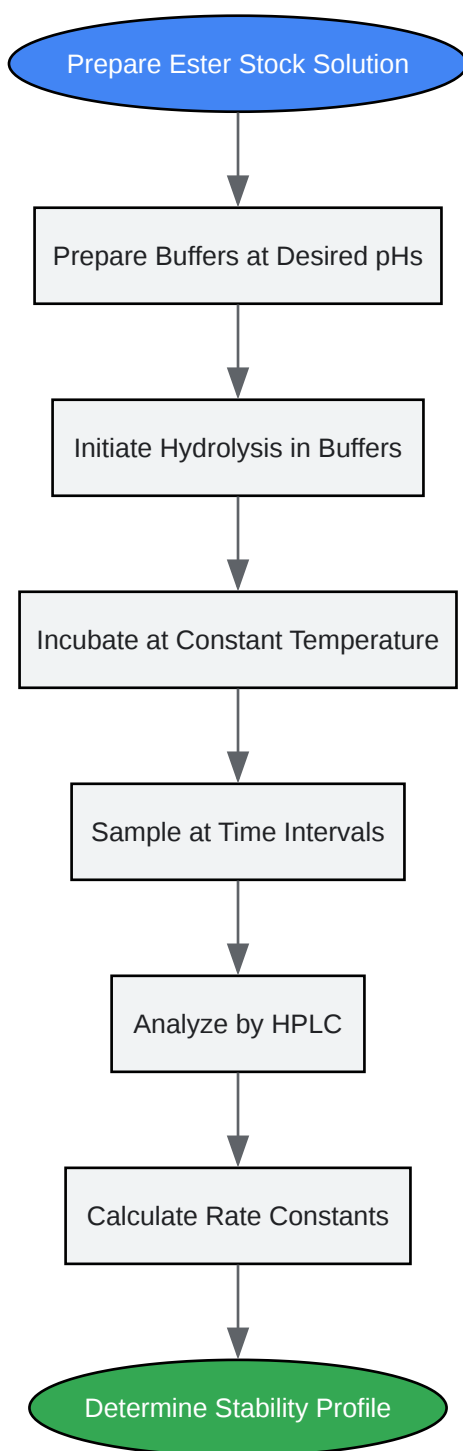 Prepare Ester Stock Solution
Prepare Buffers at Desired pHs
Initiate Hydrolysis in Buffers
Incubate at Constant Temperature
Sample at Time Intervals
Analyze by HPLC
Calculate Rate Constants
Determine Stability Profile